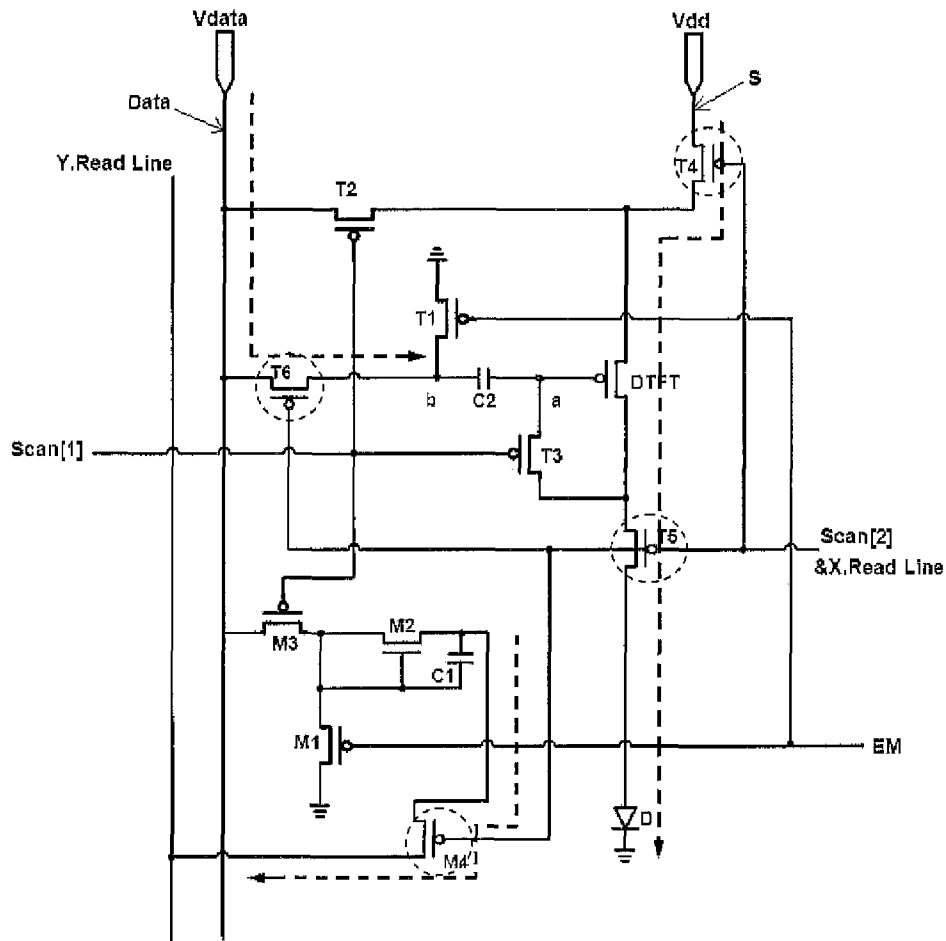 Vdata
Vdd
S
Data
Y.Read Line
T4
T2
T1
T6
DTFT
b
C2
a
Scan[1]
T3
T5
Scan[2]
&X.Read Line
M2
M3
C1
M1
EM
D
M4